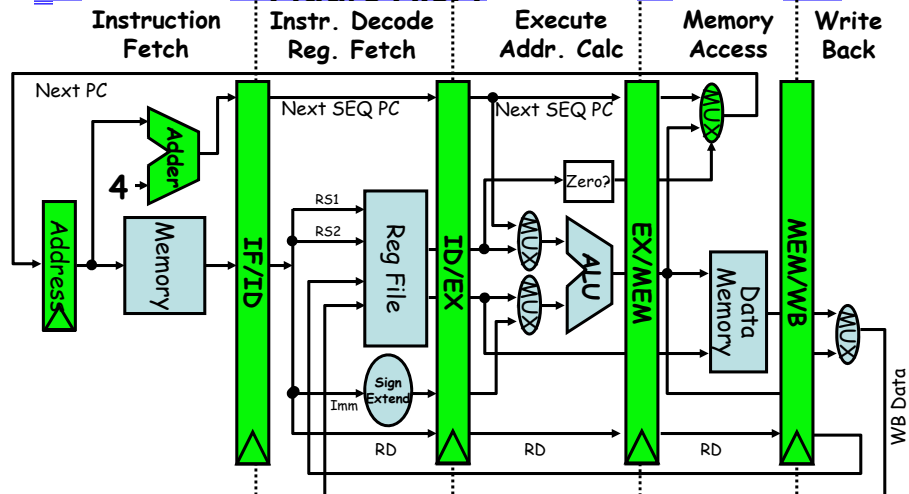 Instruction
Fetch
Instr. Decode
Reg. Fetch
Execute
Addr. Calc
Memory
Access
Write
Back
Next PC
Next SEQ PC
Next SEQ PC
MUX
Adder
4
Zero?
RS1
RS2
Address
Memory
IF/ID
Reg File
ID/EX
MUX
MUX
ALU
EX/MEM
Data
Memory
MEM/WB
MUX
Sign
Extend
Imm
RD
RD
RD
WB Data